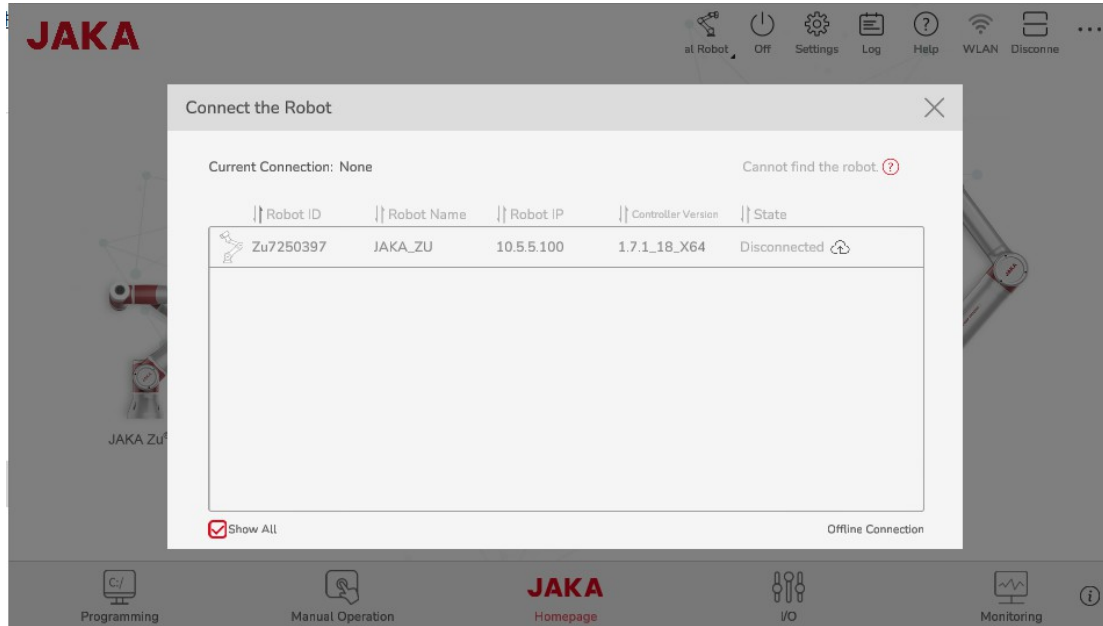 JAKA
al Robot Off Settings Log Help WLAN Disconne
Connect the Robot
Current Connection: None Cannot find the robot. ?
Robot ID Robot Name Robot IP Controller Version State
Zu7250397 JAKA_ZU 10.5.5.100 1.7.1_18_X64 Disconnected
JAKA Zu®
Show All Offline Connection
C:/ JAKA
Programming Manual Operation Homepage I/O Monitoring